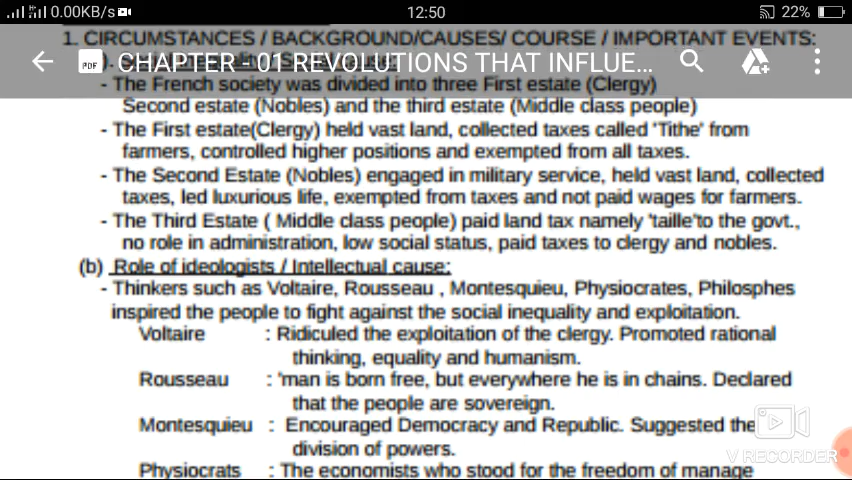 0.00KB/s
12:50
22%
1. CIRCUMSTANCES / BACKGROUND/CAUSES/ COURSE / IMPORTANT EVENTS:
PDF
CHAPTER - 01 REVOLUTIONS THAT INFLUE...
- The French society was divided into three First estate (Clergy)
Second estate (Nobles) and the third estate (Middle class people)
- The First estate(Clergy) held vast land, collected taxes called 'Tithe' from
farmers, controlled higher positions and exempted from all taxes.
- The Second Estate (Nobles) engaged in military service, held vast land, collected
taxes, led luxurious life, exempted from taxes and not paid wages for farmers.
- The Third Estate ( Middle class people) paid land tax namely 'taille'to the govt.,
no role in administration, low social status, paid taxes to clergy and nobles.
(b) Role of ideologists / Intellectual cause:
- Thinkers such as Voltaire, Rousseau , Montesquieu, Physiocrates, Philosphes
inspired the people to fight against the social inequality and exploitation.
Voltaire : Ridiculed the exploitation of the clergy. Promoted rational
thinking, equality and humanism.
Rousseau : 'man is born free, but everywhere he is in chains. Declared
that the people are sovereign.
Montesquieu : Encouraged Democracy and Republic. Suggested the
division of powers.
Physiocrats : The economists who stood for the freedom of manage
V RECORDER